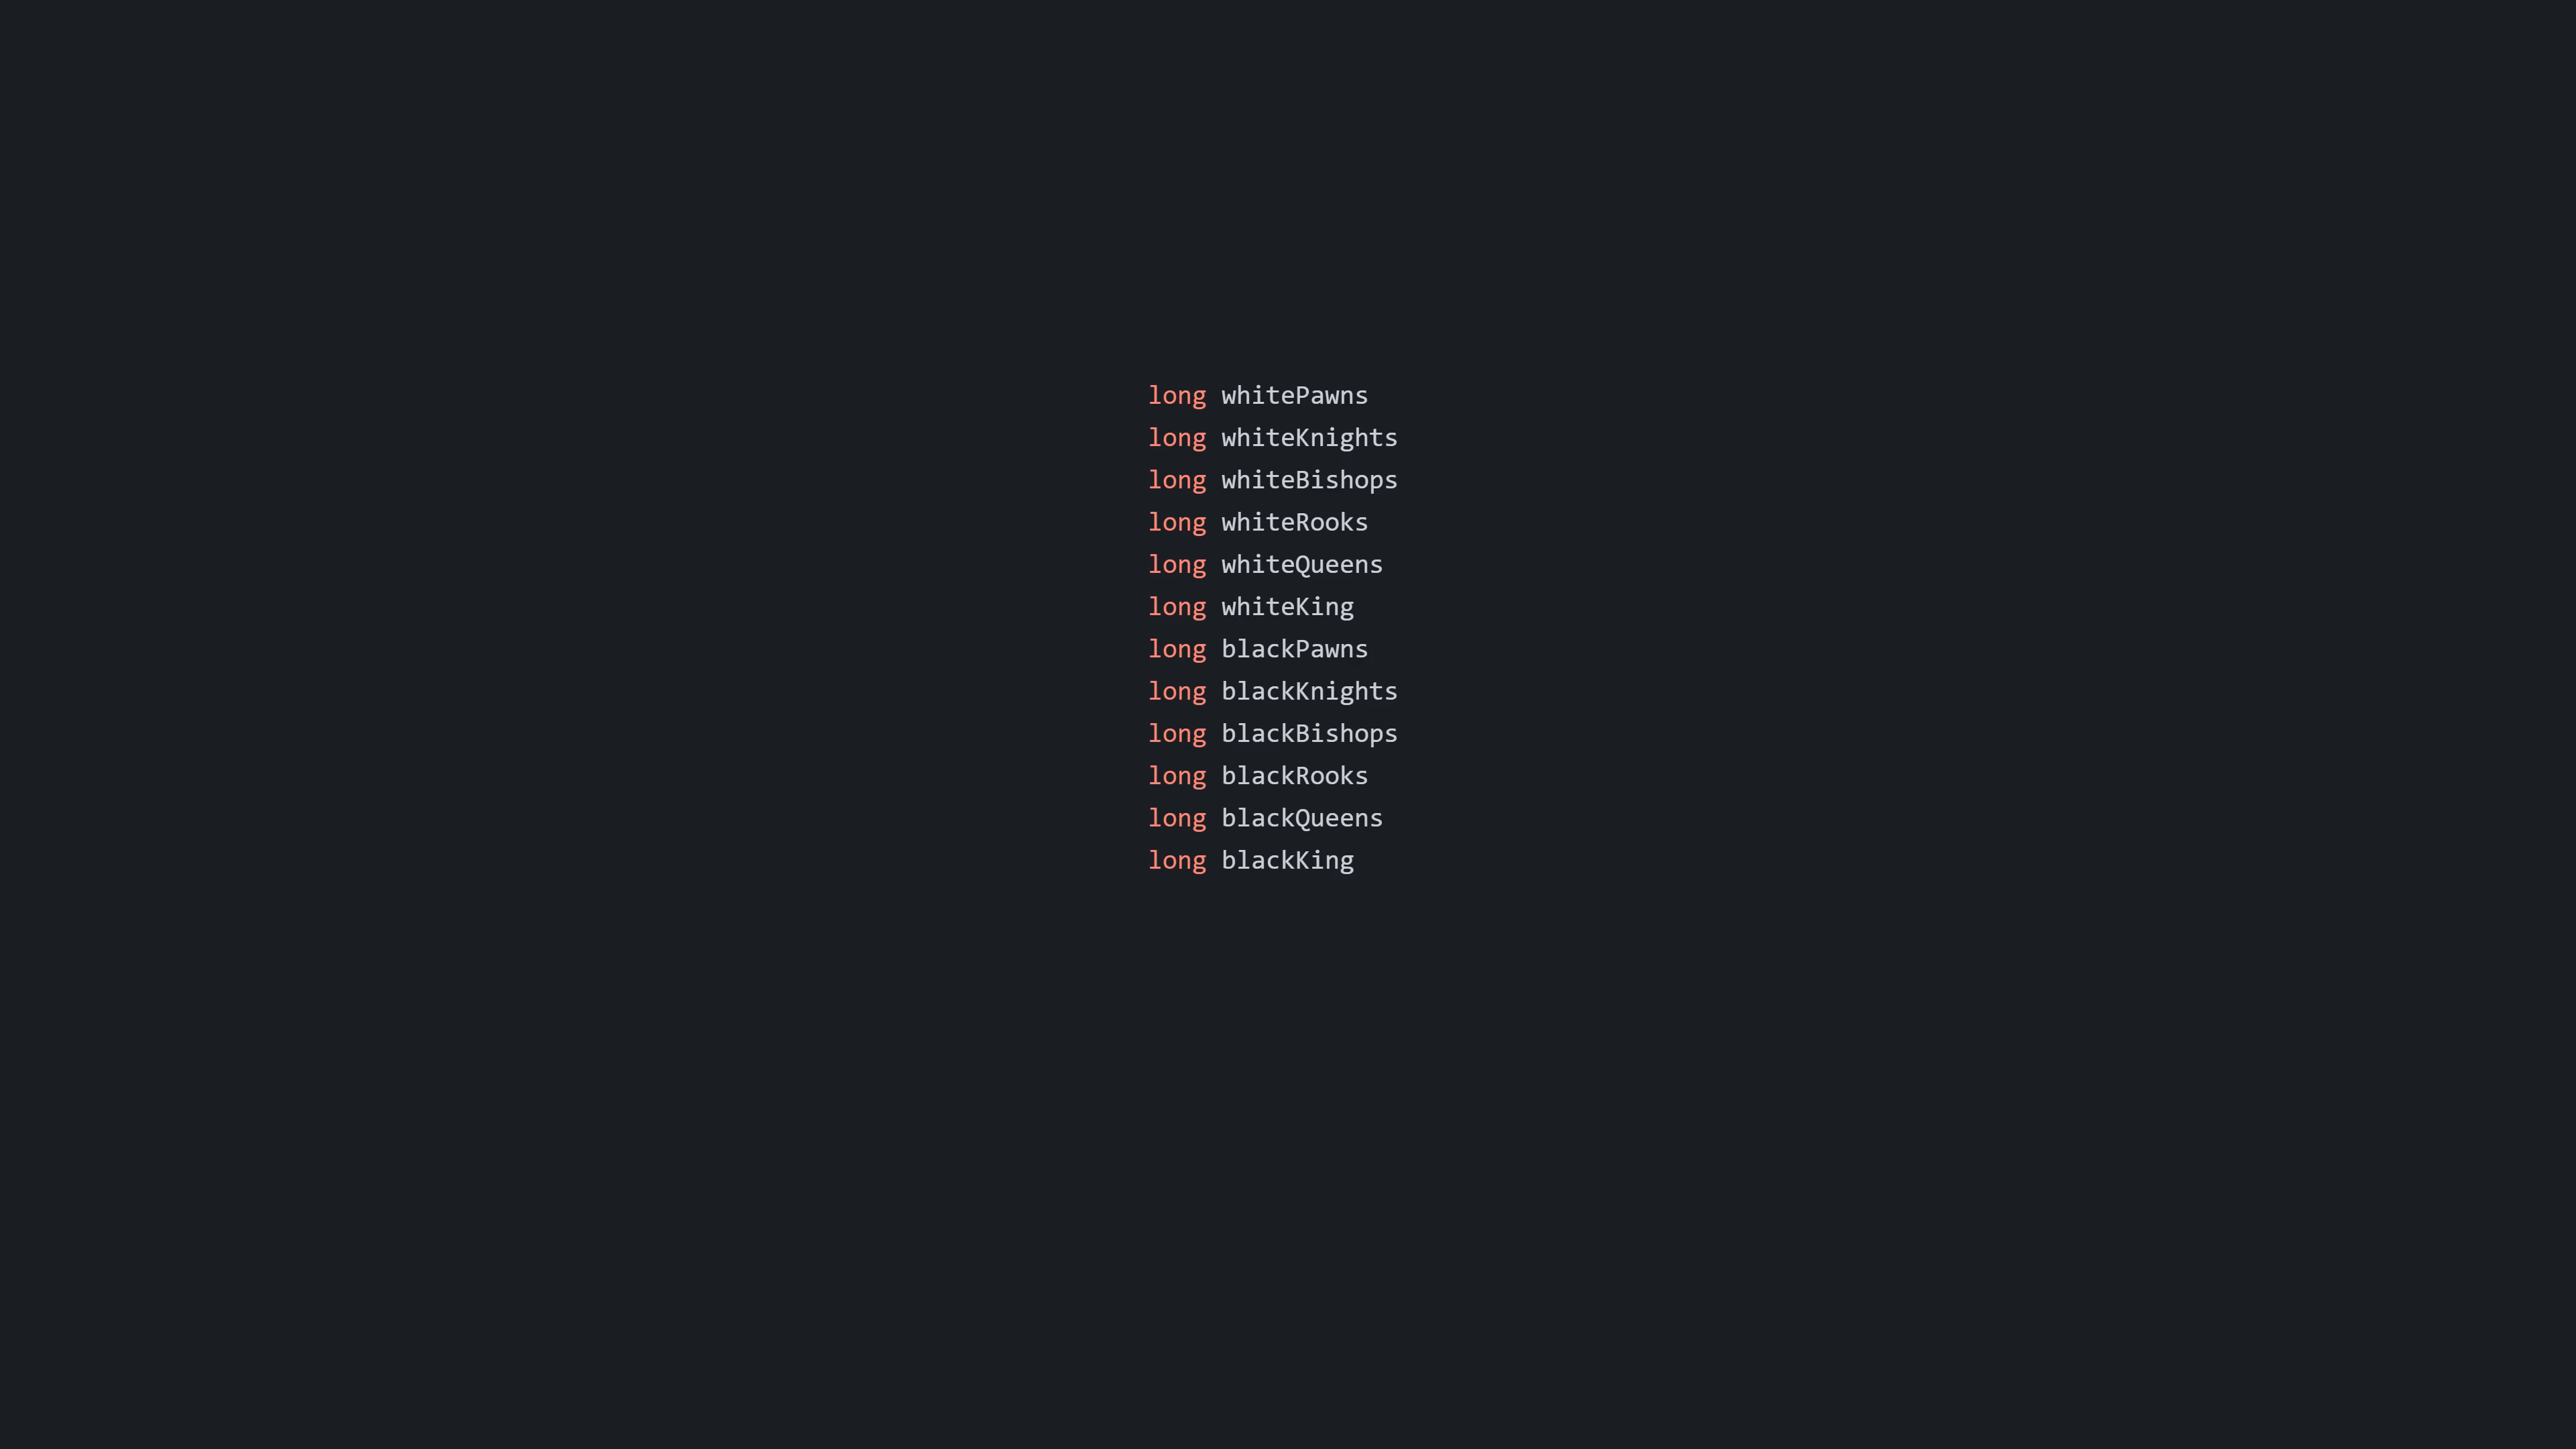 long whitePawns
long whiteKnights
long whiteBishops
long whiteRooks
long whiteQueens
long whiteKing
long blackPawns
long blackKnights
long blackBishops
long blackRooks
long blackQueens
long blackKing